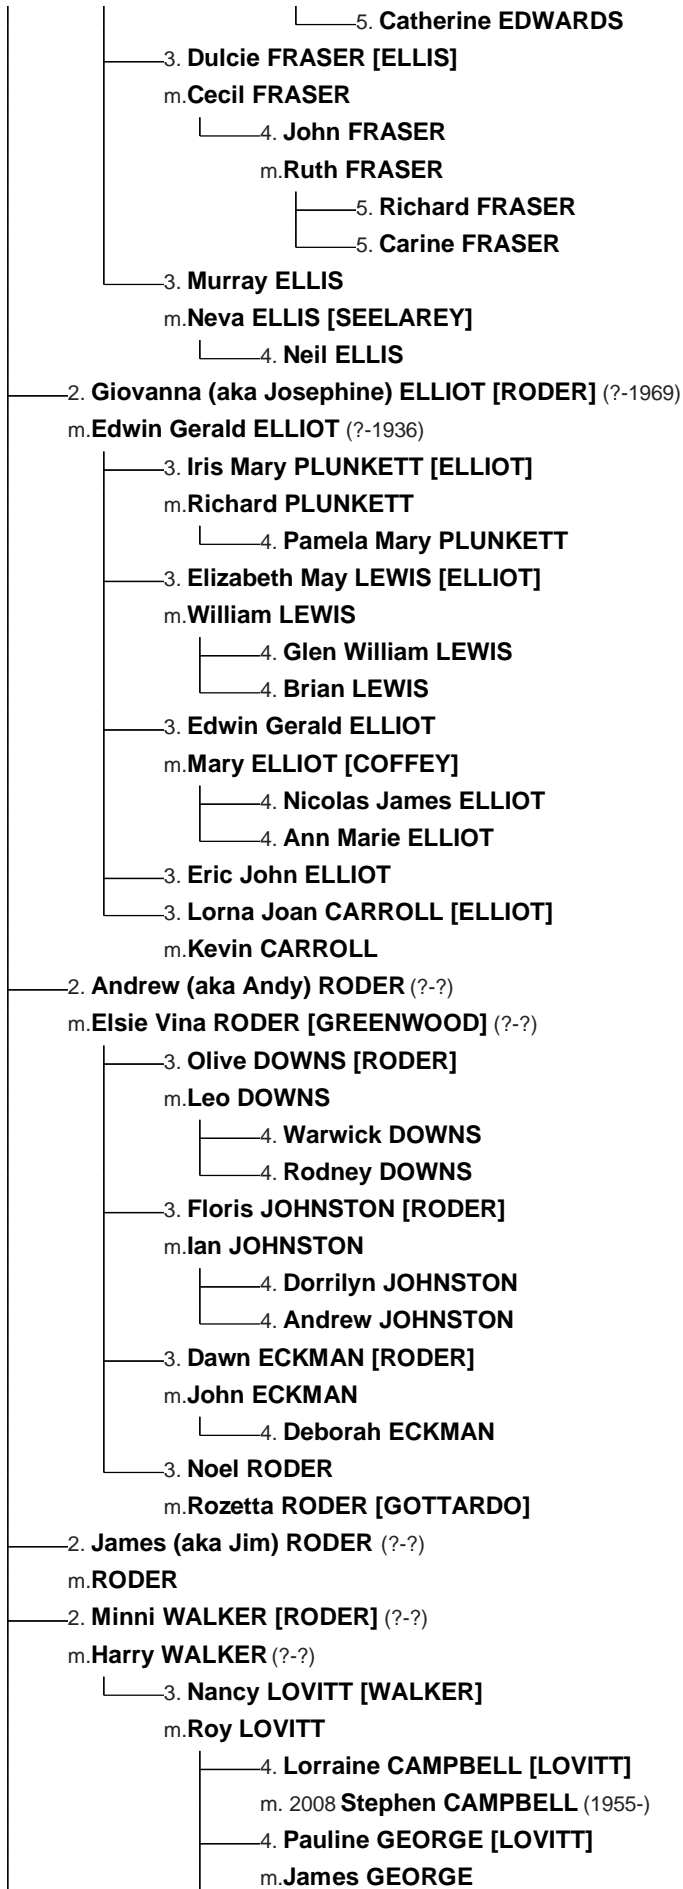 5. Catherine EDWARDS
3. Dulcie FRASER [ELLIS]
m.Cecil FRASER
4. John FRASER
m.Ruth FRASER
5. Richard FRASER
5. Carine FRASER
3. Murray ELLIS
m.Neva ELLIS [SEELAREY]
4. Neil ELLIS
2. Giovanna (aka Josephine) ELLIOT [RODER] (?-1969)
m.Edwin Gerald ELLIOT (?-1936)
3. Iris Mary PLUNKETT [ELLIOT]
m.Richard PLUNKETT
4. Pamela Mary PLUNKETT
3. Elizabeth May LEWIS [ELLIOT]
m.William LEWIS
4. Glen William LEWIS
4. Brian LEWIS
3. Edwin Gerald ELLIOT
m.Mary ELLIOT [COFFEY]
4. Nicolas James ELLIOT
4. Ann Marie ELLIOT
3. Eric John ELLIOT
3. Lorna Joan CARROLL [ELLIOT]
m.Kevin CARROLL
2. Andrew (aka Andy) RODER (?-?)
m.Elsie Vina RODER [GREENWOOD] (?-?)
3. Olive DOWNS [RODER]
m.Leo DOWNS
4. Warwick DOWNS
4. Rodney DOWNS
3. Floris JOHNSTON [RODER]
m.Ian JOHNSTON
4. Dorrilyn JOHNSTON
4. Andrew JOHNSTON
3. Dawn ECKMAN [RODER]
m.John ECKMAN
4. Deborah ECKMAN
3. Noel RODER
m.Rozetta RODER [GOTTARDO]
2. James (aka Jim) RODER (?-?)
m.RODER
2. Minni WALKER [RODER] (?-?)
m.Harry WALKER (?-?)
3. Nancy LOVITT [WALKER]
m.Roy LOVITT
4. Lorraine CAMPBELL [LOVITT]
m. 2008 Stephen CAMPBELL (1955-)
4. Pauline GEORGE [LOVITT]
m.James GEORGE